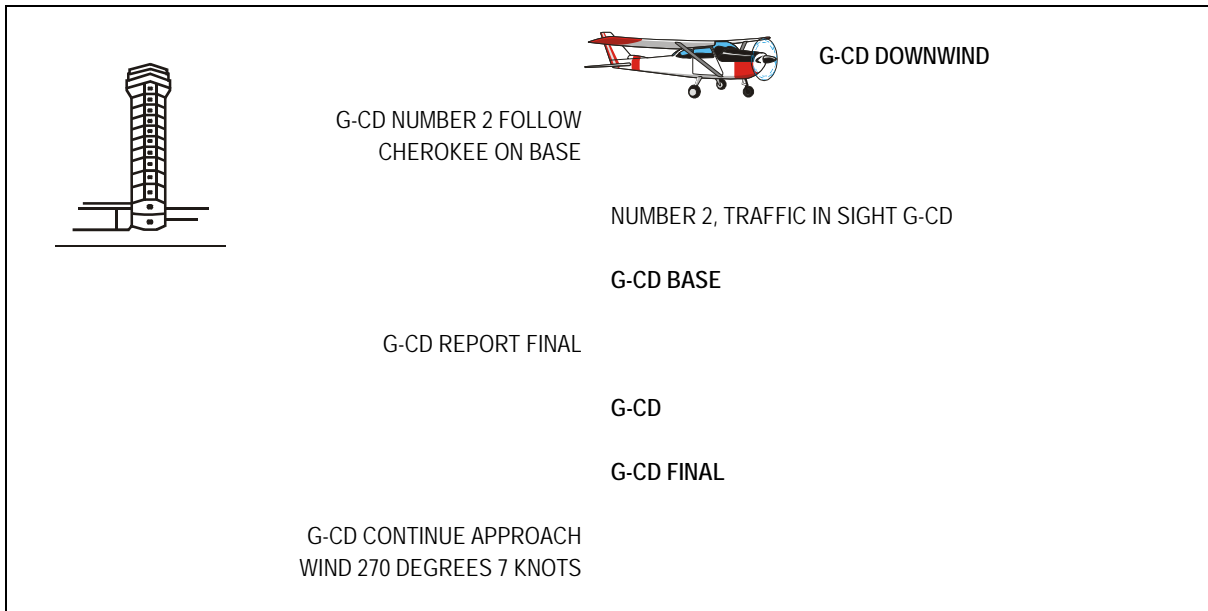 G-CD DOWNWIND
G-CD NUMBER 2 FOLLOW
CHEROKEE ON BASE
NUMBER 2, TRAFFIC IN SIGHT G-CD
G-CD BASE
G-CD REPORT FINAL
G-CD
G-CD FINAL
G-CD CONTINUE APPROACH
WIND 270 DEGREES 7 KNOTS